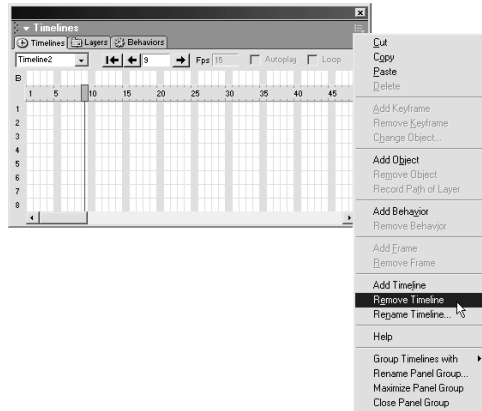 Timelines
Timelines Layers Behaviors
Timeline2 9 Fps 15 Autoplay Loop
B
1 5 10 15 20 25 30 35 40 45
1
2
3
4
5
6
7
8
Cut
Copy
Paste
Delete
Add Keyframe
Remove Keyframe
Change Object...
Add Object
Remove Object
Record Path of Layer
Add Behavior
Remove Behavior
Add Frame
Remove Frame
Add Timeline
Remove Timeline
Rename Timeline...
Help
Group Timelines with
Rename Panel Group...
Maximize Panel Group
Close Panel Group